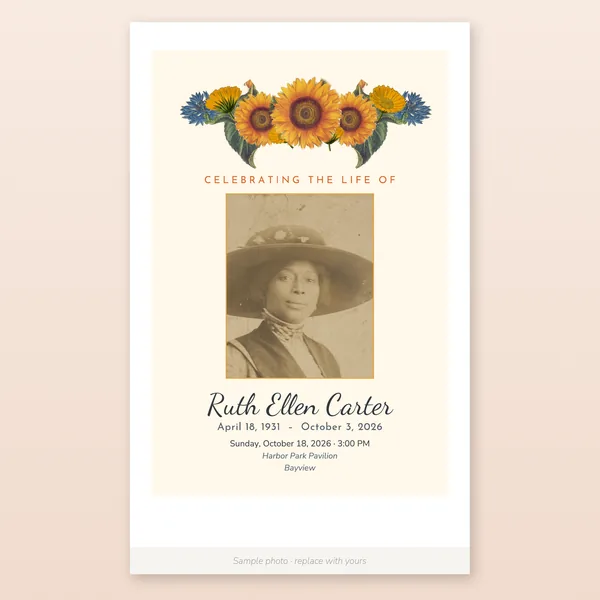 CELEBRATING THE LIFE OF
Ruth Ellen Carter
April 18, 1931 - October 3, 2026
Sunday, October 18, 2026 · 3:00 PM
Harbor Park Pavilion
Bayview
Sample photo · replace with yours